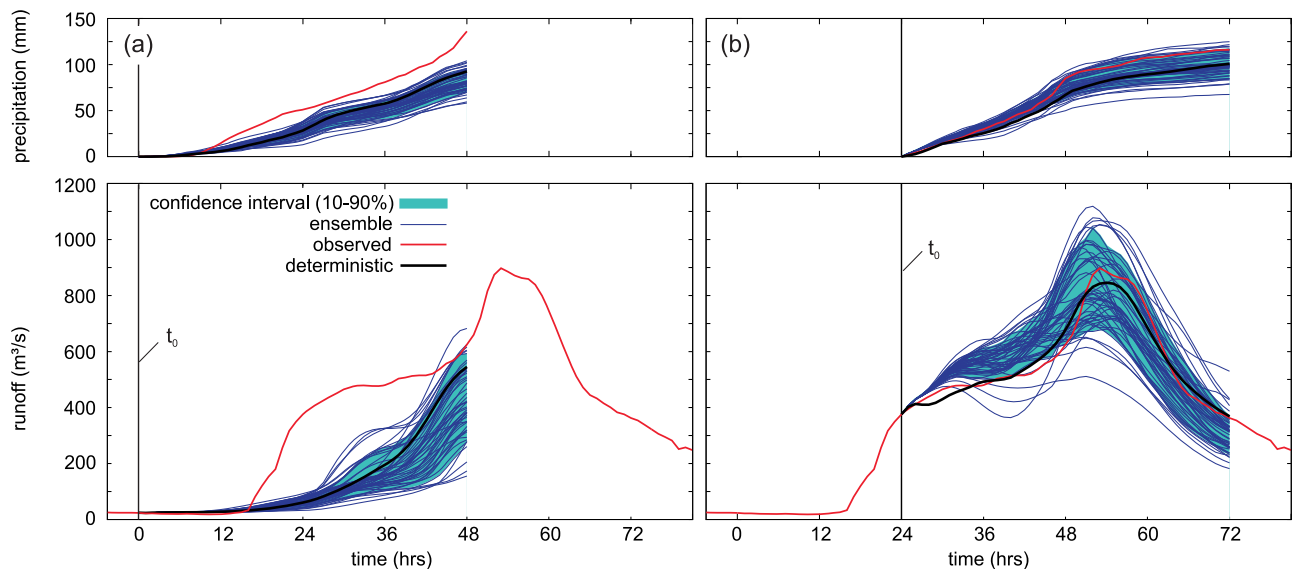 precipitation (mm)
150
100
50
0
(a)
(b)
runoff (m³/s)
1200
1000
800
600
400
200
0
confidence interval (10-90%)
ensemble
observed
deterministic
t₀
t₀
0 12 24 36 48 60 72
0 12 24 36 48 60 72
time (hrs)
time (hrs)